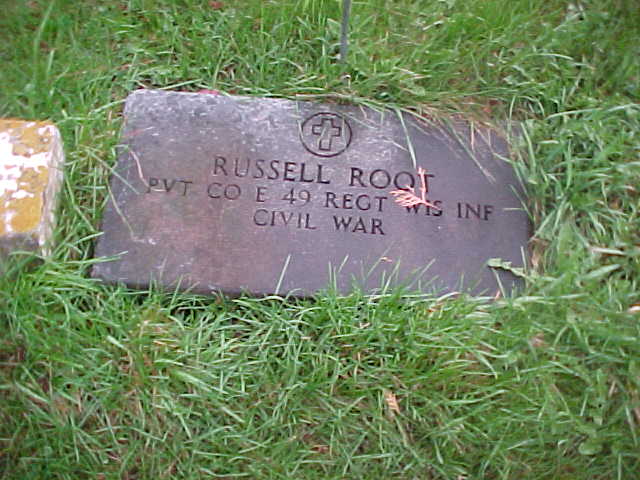 RUSSELL ROOT
PVT CO E 49 REGT WIS INF
CIVIL WAR